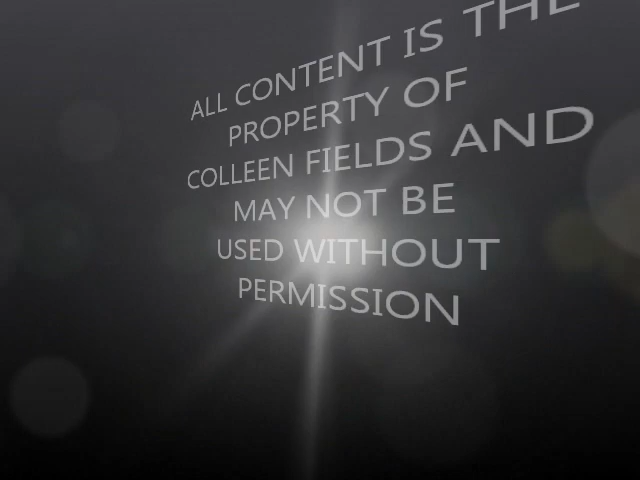 ALL CONTENT IS THE
PROPERTY OF
COLLEEN FIELDS AND
MAY NOT BE
USED WITHOUT
PERMISSION